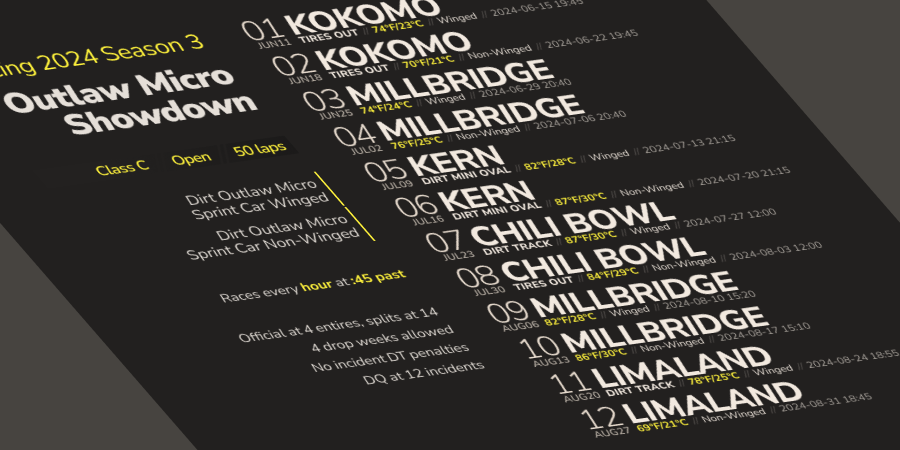 ing 2024 Season 3
Outlaw Micro
Showdown
Class C Open 50 laps
Dirt Outlaw Micro
Sprint Car Winged
Dirt Outlaw Micro
Sprint Car Non-Winged
Races every hour at :45 past
Official at 4 entires, splits at 14
4 drop weeks allowed
No incident DT penalties
DQ at 12 incidents
01 KOKOMO
JUN11 TIRES OUT // 74°F/23°C // Winged // 2024-06-15 19:45
02 KOKOMO
JUN18 TIRES OUT // 70°F/21°C // Non-Winged // 2024-06-22 19:45
03 MILLBRIDGE
JUN25 74°F/24°C // Winged // 2024-06-29 20:40
04 MILLBRIDGE
JUL02 76°F/25°C // Non-Winged // 2024-07-06 20:40
05 KERN
JUL09 DIRT MINI OVAL // 82°F/28°C // Winged // 2024-07-13 21:15
06 KERN
JUL16 DIRT MINI OVAL // 87°F/30°C // Non-Winged // 2024-07-20 21:15
07 CHILI BOWL
JUL23 DIRT TRACK // 87°F/30°C // Winged // 2024-07-27 12:00
08 CHILI BOWL
JUL30 TIRES OUT // 84°F/29°C // Non-Winged // 2024-08-03 12:00
09 MILLBRIDGE
AUG06 82°F/28°C // Winged // 2024-08-10 15:20
10 MILLBRIDGE
AUG13 86°F/30°C // Non-Winged // 2024-08-17 15:10
11 LIMALAND
AUG20 DIRT TRACK // 78°F/25°C // Winged // 2024-08-24 18:55
12 LIMALAND
AUG27 69°F/21°C // Non-Winged // 2024-08-31 18:45